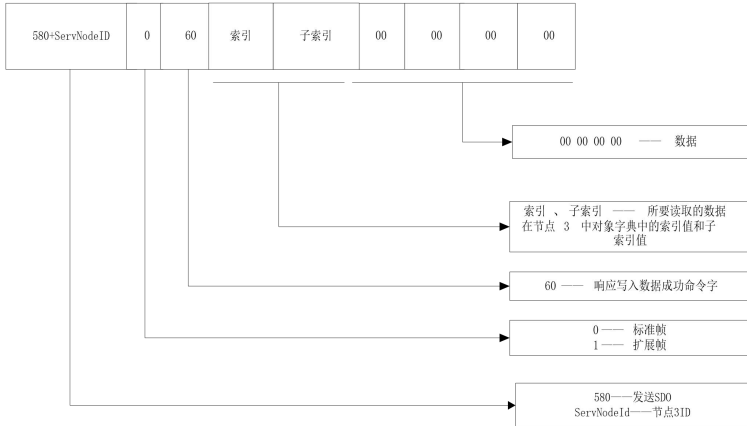 580+ServNodeID 0 60 索引 子索引 00 00 00 00
00 00 00 00 —— 数据
索引 、 子索引 —— 所要读取的数据
在节点 3 中对象字典中的索引值和子
索引值
60 —— 响应写入数据成功命令字
0 —— 标准帧
1 —— 扩展帧
580——发送SDO
ServNodeId——节点3ID